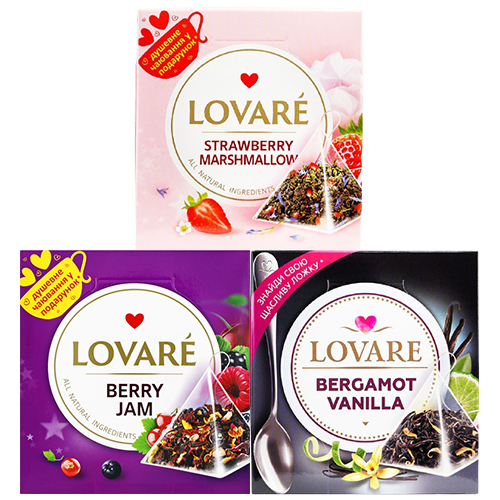 душевне
чаювання у
подарунок*
LOVARÉ
STRAWBERRY
MARSHMALLOW
ALL NATURAL INGREDIENTS
душевне
чаювання у
подарунок*
LOVARÉ
BERRY
JAM
ALL NATURAL INGREDIENTS
ЗНАЙДИ СВОЮ
ЩАСЛИВУ ЛОЖКУ*
LOVARE
BERGAMOT
VANILLA